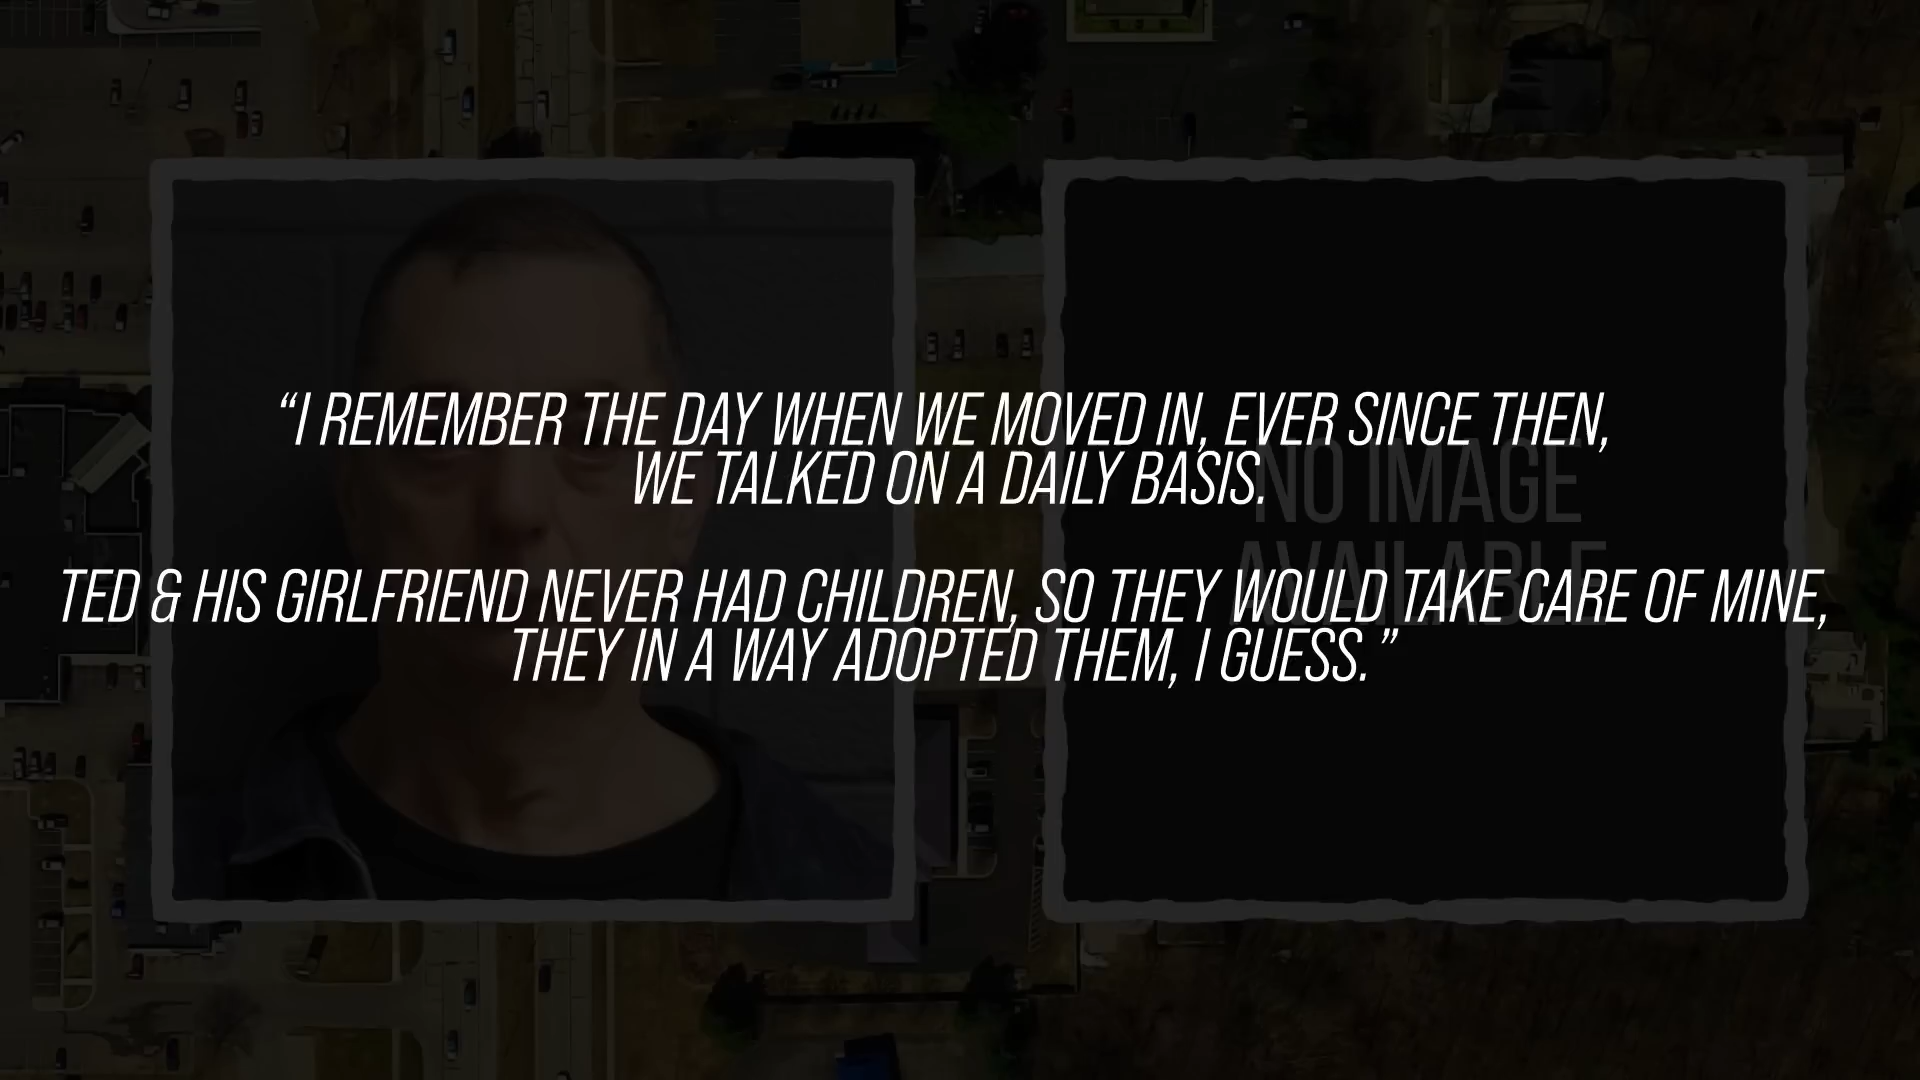 “I REMEMBER THE DAY WHEN WE MOVED IN, EVER SINCE THEN,
WE TALKED ON A DAILY BASIS.
TED & HIS GIRLFRIEND NEVER HAD CHILDREN, SO THEY WOULD TAKE CARE OF MINE,
THEY IN A WAY ADOPTED THEM, I GUESS.”
NO IMAGE
AVAILABLE